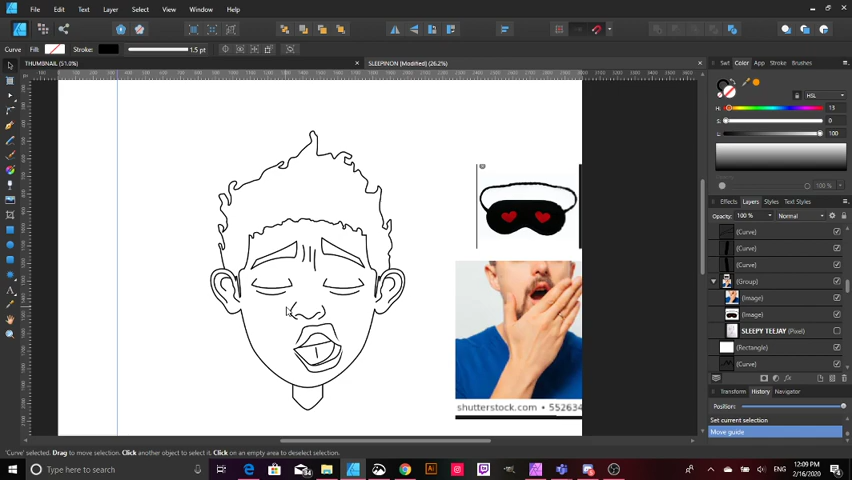 File Edit Text Layer Select View Window Help
Curve Fill: Stroke: 1.5 pt
THUMBNAIL (51.0%)
SLEEPINON [Modified] (26.2%)
Swt Color App Stroke Brushes
HSL
H: 13
S: 0
L: 100
100 %
Effects Layers Styles Text Styles
Opacity: 100 % Normal
(Curve)
(Curve)
(Curve)
(Group)
(Image)
(Image)
SLEEPY TEEJAY (Pixel)
(Rectangle)
(Curve)
Transform History Navigator
Position:
Set current selection
Move guide
shutterstock.com • 552634
'Curve' selected. Drag to move selection. Click another object to select it. Click on an empty area to deselect selection.
Type here to search
ENG
12:09 PM
2/16/2020